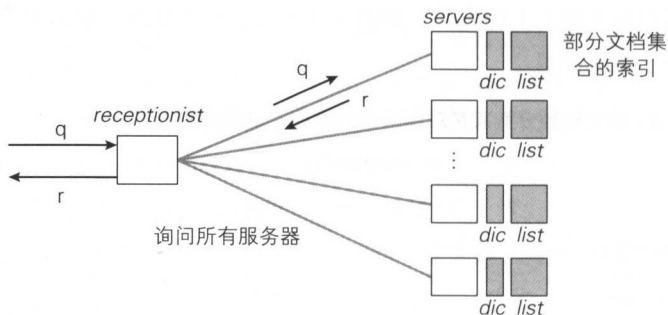 servers
部分文档集
合的索引
q
dic list
r
receptionist
q
dic list
r
询问所有服务器
dic list
dic list